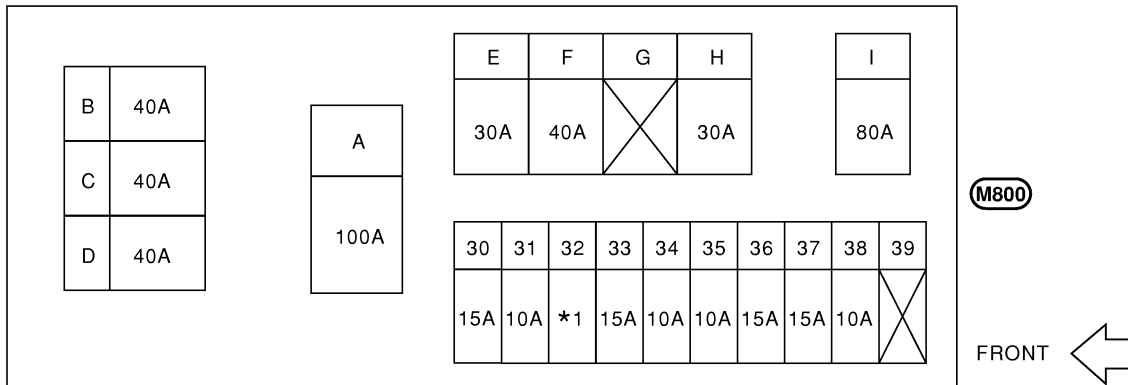 E F G H I
30A 40A 30A 80A
B 40A
C 40A
D 40A
A
100A
M800
30 31 32 33 34 35 36 37 38 39
15A 10A *1 15A 10A 10A 15A 15A 10A
FRONT